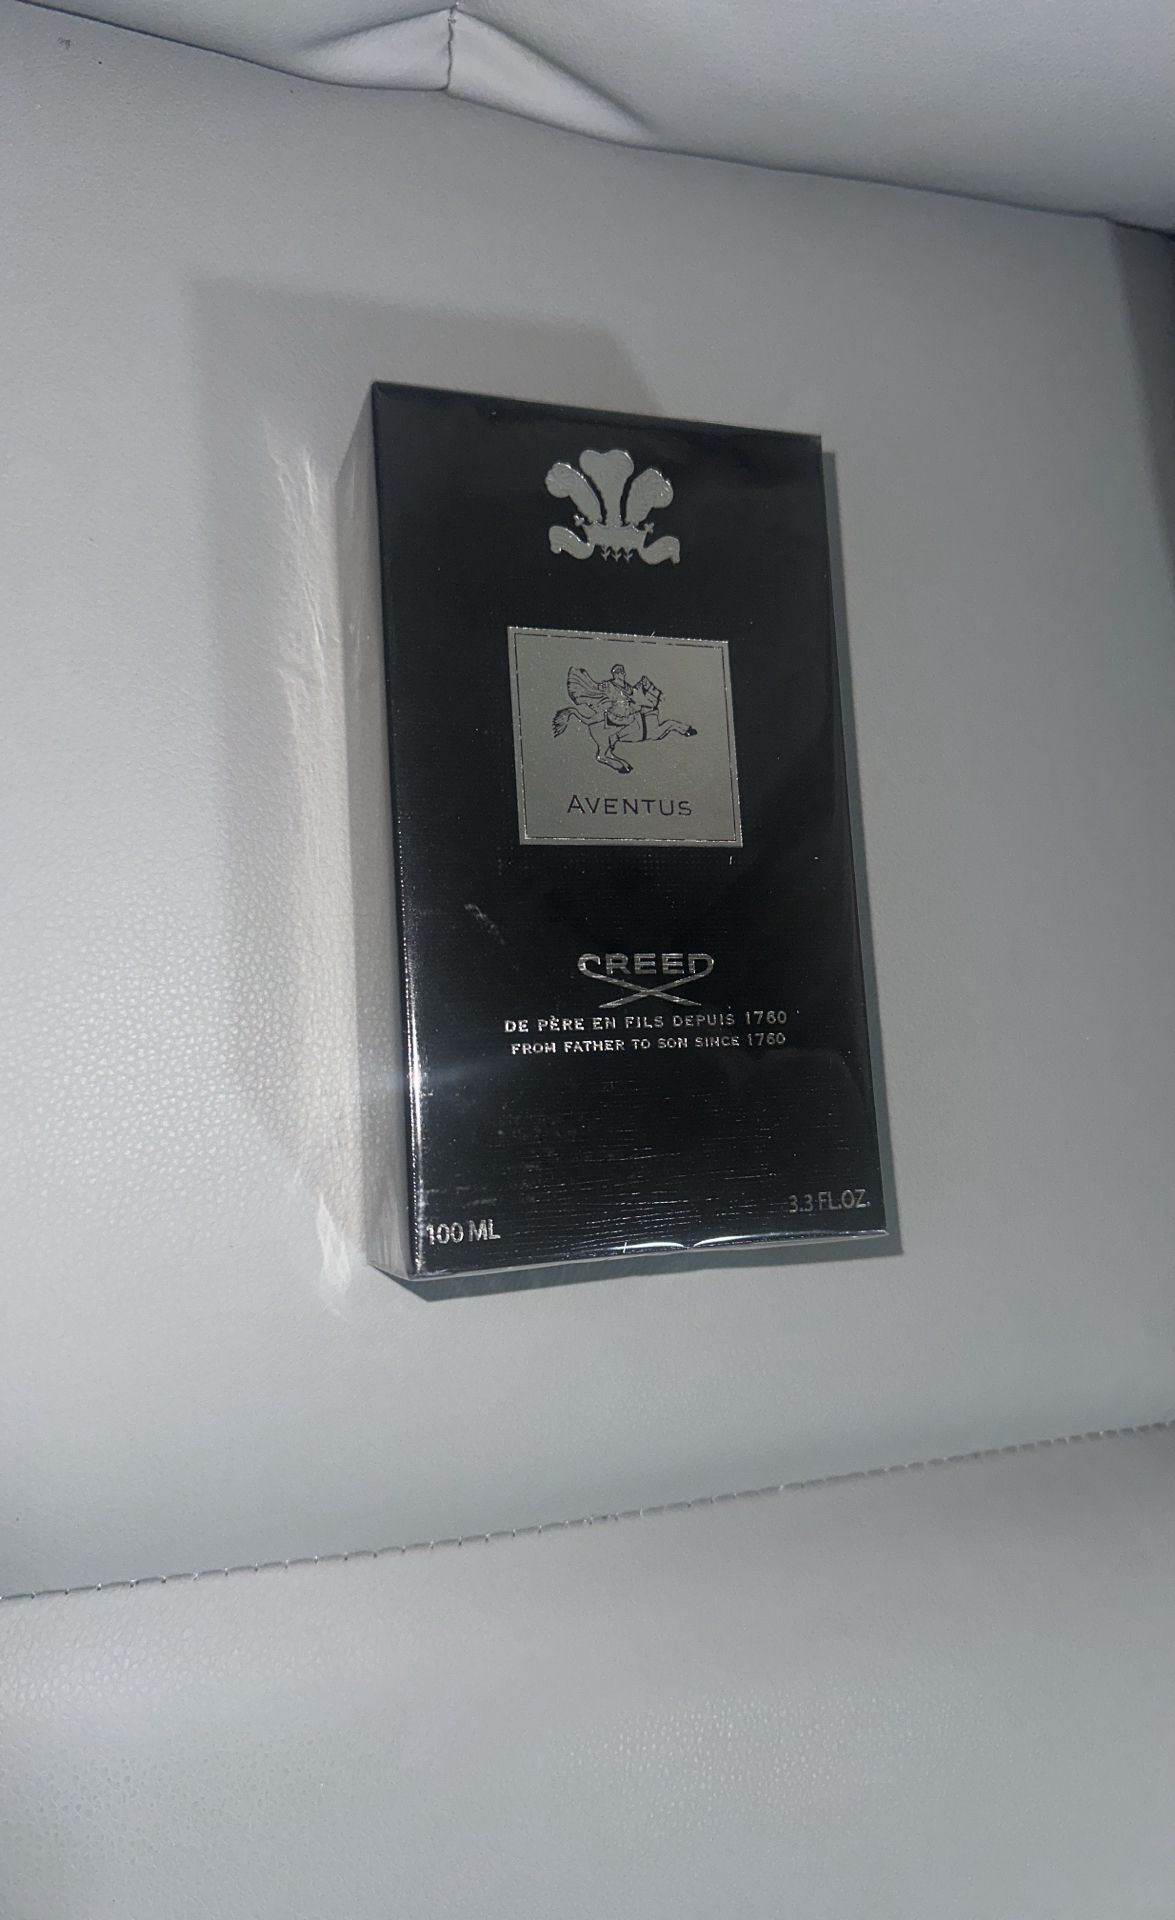 AVENTUS
CREED
DE PÈRE EN FILS DEPUIS 1760
FROM FATHER TO SON SINCE 1760
100 ML
3.3 FL.OZ.